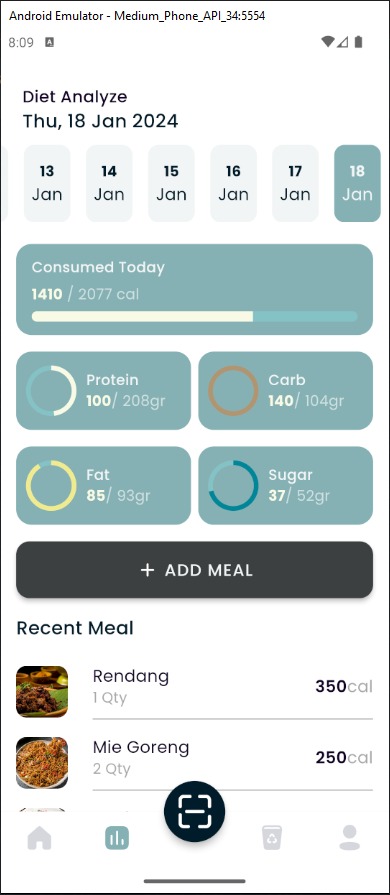 Android Emulator - Medium_Phone_API_34:5554
8:09 A
Diet Analyze
Thu, 18 Jan 2024
13 14 15 16 17 18
Jan Jan Jan Jan Jan Jan
Consumed Today
1410 / 2077 cal
Protein Carb
100/ 208gr 140/ 104gr
Fat Sugar
85/ 93gr 37/ 52gr
+ ADD MEAL
Recent Meal
Rendang 350cal
1 Qty
Mie Goreng 250cal
2 Qty